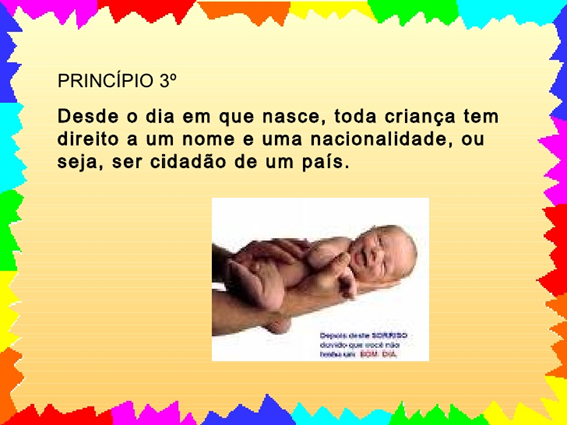 PRINCÍPIO 3º
Desde o dia em que nasce, toda criança tem
direito a um nome e uma nacionalidade, ou
seja, ser cidadão de um país.
Depois deste SORRISO
duvido que você não
tenha um BOM DIA.